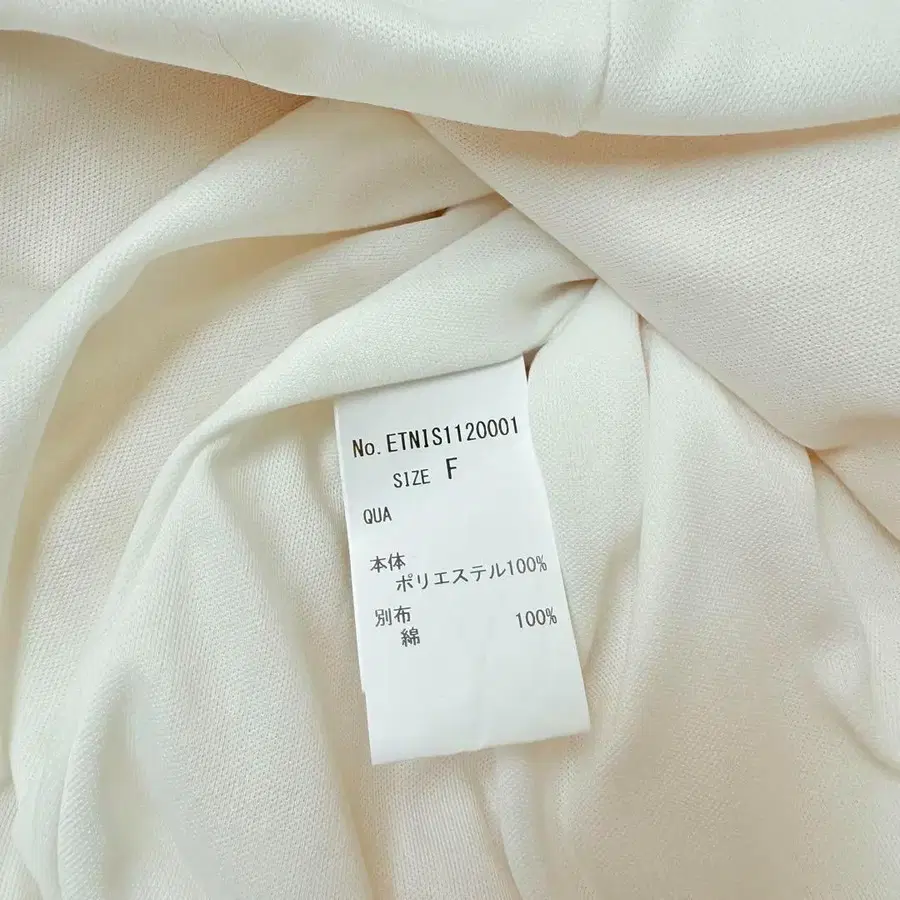 No. ETNIS1120001
SIZE F
QUA
本体
ポリエステル100%
別布
綿 100%